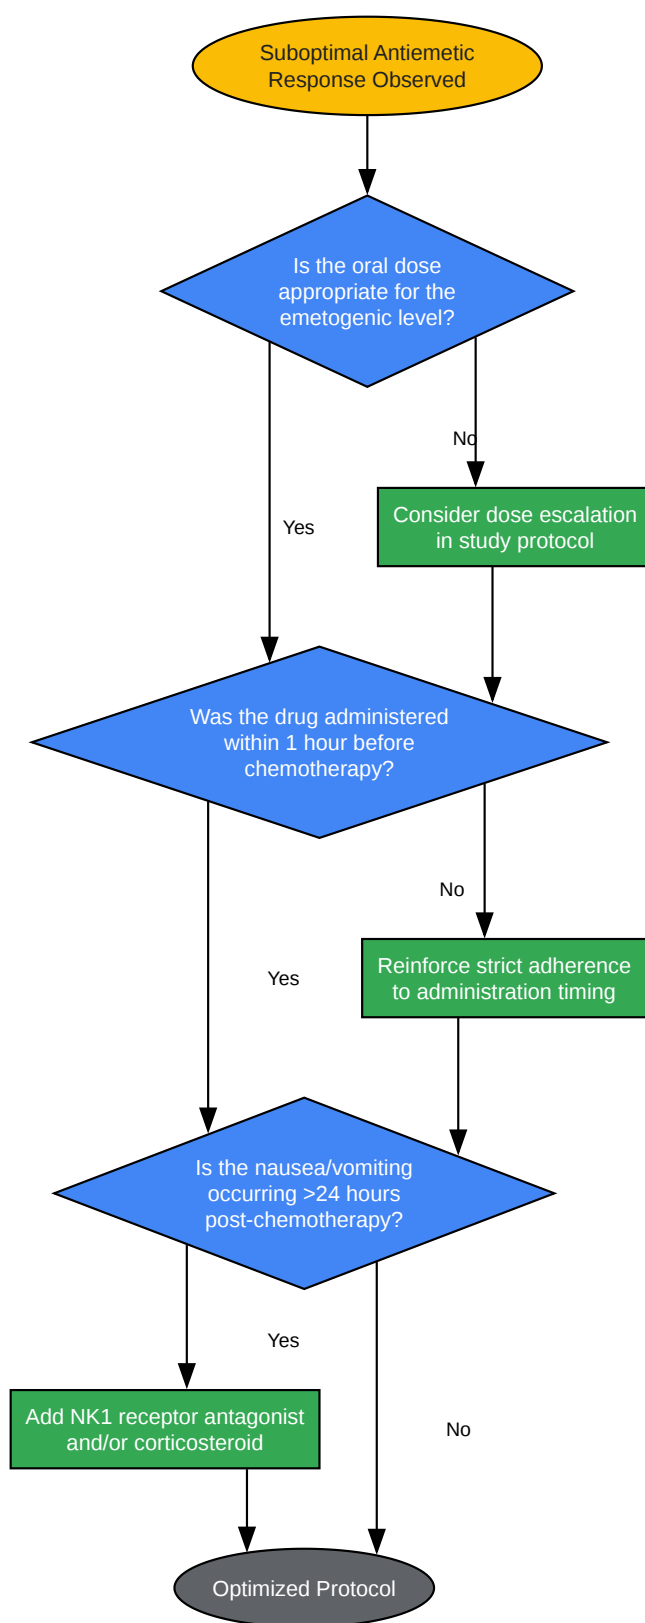 Suboptimal Antiemetic
Response Observed
Is the oral dose
appropriate for the
emetogenic level?
No
Consider dose escalation
in study protocol
Yes
Was the drug administered
within 1 hour before
chemotherapy?
No
Reinforce strict adherence
to administration timing
Yes
Is the nausea/vomiting
occurring >24 hours
post-chemotherapy?
Yes
Add NK1 receptor antagonist
and/or corticosteroid
No
Optimized Protocol